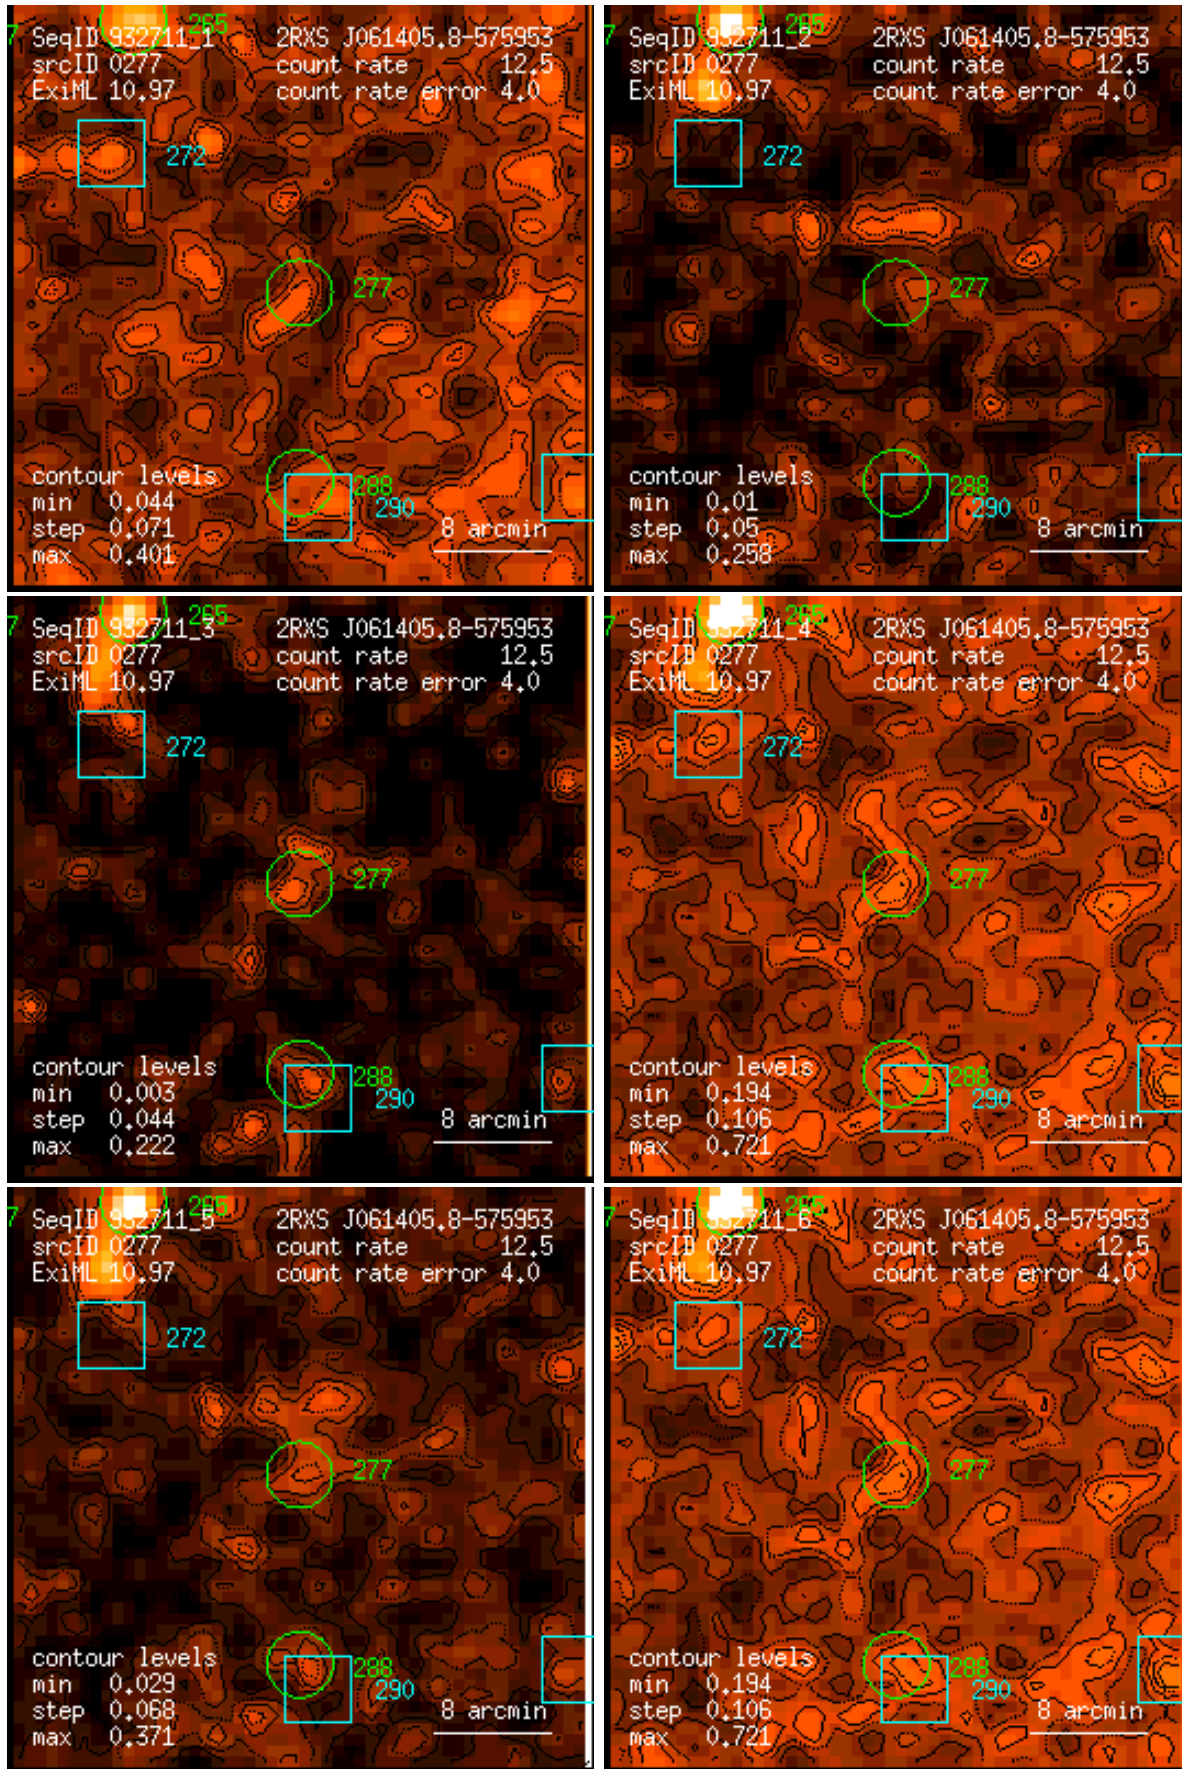 265
7 SeqID 932711_1 2RXS J061405.8-575953
srcID 0277 count rate 12.5
ExiML 10.97 count rate error 4.0
272
277
288
290
contour levels
min 0.044
step 0.071
max 0.401
8 arcmin
265
7 SeqID 932711_2 2RXS J061405.8-575953
srcID 0277 count rate 12.5
ExiML 10.97 count rate error 4.0
272
277
288
290
contour levels
min 0.01
step 0.05
max 0.258
8 arcmin
265
7 SeqID 932711_3 2RXS J061405.8-575953
srcID 0277 count rate 12.5
ExiML 10.97 count rate error 4.0
272
277
288
290
contour levels
min 0.003
step 0.044
max 0.222
8 arcmin
265
7 SeqID 932711_4 2RXS J061405.8-575953
srcID 0277 count rate 12.5
ExiML 10.97 count rate error 4.0
272
277
288
290
contour levels
min 0.194
step 0.106
max 0.721
8 arcmin
265
7 SeqID 932711_5 2RXS J061405.8-575953
srcID 0277 count rate 12.5
ExiML 10.97 count rate error 4.0
272
277
288
290
contour levels
min 0.029
step 0.068
max 0.371
8 arcmin
265
7 SeqID 932711_6 2RXS J061405.8-575953
srcID 0277 count rate 12.5
ExiML 10.97 count rate error 4.0
272
277
288
290
contour levels
min 0.194
step 0.106
max 0.721
8 arcmin